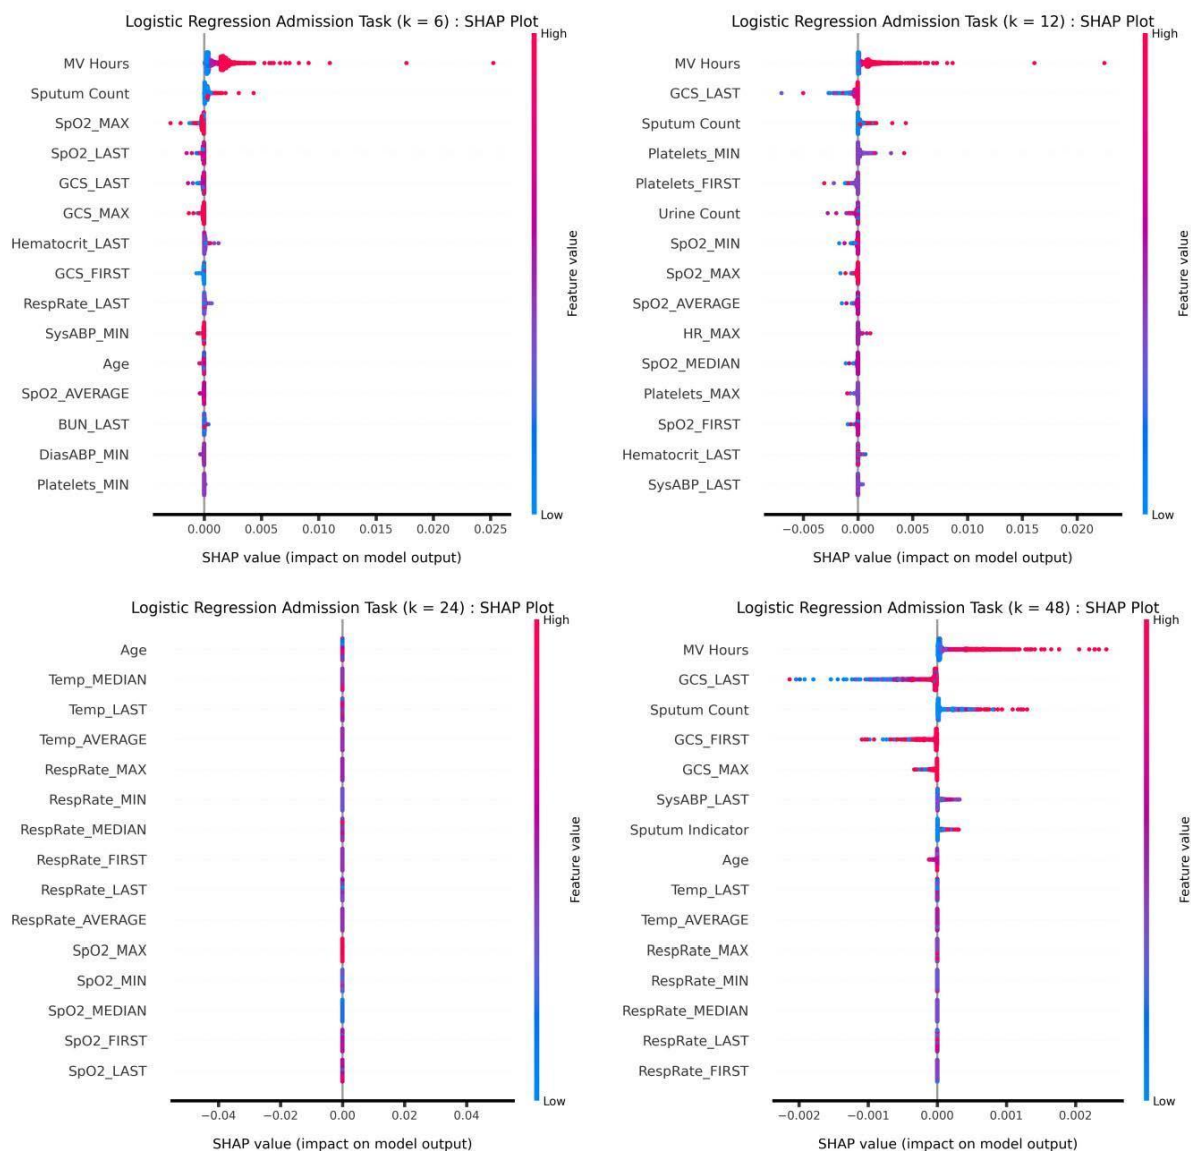 Logistic Regression Admission Task (k = 6) : SHAP Plot
High
MV Hours
Sputum Count
SpO2_MAX
SpO2_LAST
GCS_LAST
GCS_MAX
Hematocrit_LAST
GCS_FIRST
RespRate_LAST
SysABP_MIN
Age
SpO2_AVERAGE
BUN_LAST
DiasABP_MIN
Platelets_MIN
Feature value
Low
0.000 0.005 0.010 0.015 0.020 0.025
SHAP value (impact on model output)
Logistic Regression Admission Task (k = 12) : SHAP Plot
High
MV Hours
GCS_LAST
Sputum Count
Platelets_MIN
Platelets_FIRST
Urine Count
SpO2_MIN
SpO2_MAX
SpO2_AVERAGE
HR_MAX
SpO2_MEDIAN
Platelets_MAX
SpO2_FIRST
Hematocrit_LAST
SysABP_LAST
Feature value
Low
−0.005 0.000 0.005 0.010 0.015 0.020
SHAP value (impact on model output)
Logistic Regression Admission Task (k = 24) : SHAP Plot
High
Age
Temp_MEDIAN
Temp_LAST
Temp_AVERAGE
RespRate_MAX
RespRate_MIN
RespRate_MEDIAN
RespRate_FIRST
RespRate_LAST
RespRate_AVERAGE
SpO2_MAX
SpO2_MIN
SpO2_MEDIAN
SpO2_FIRST
SpO2_LAST
Feature value
Low
−0.04 −0.02 0.00 0.02 0.04
SHAP value (impact on model output)
Logistic Regression Admission Task (k = 48) : SHAP Plot
High
MV Hours
GCS_LAST
Sputum Count
GCS_FIRST
GCS_MAX
SysABP_LAST
Sputum Indicator
Age
Temp_LAST
Temp_AVERAGE
RespRate_MAX
RespRate_MIN
RespRate_MEDIAN
RespRate_LAST
RespRate_FIRST
Feature value
Low
−0.002 −0.001 0.000 0.001 0.002
SHAP value (impact on model output)